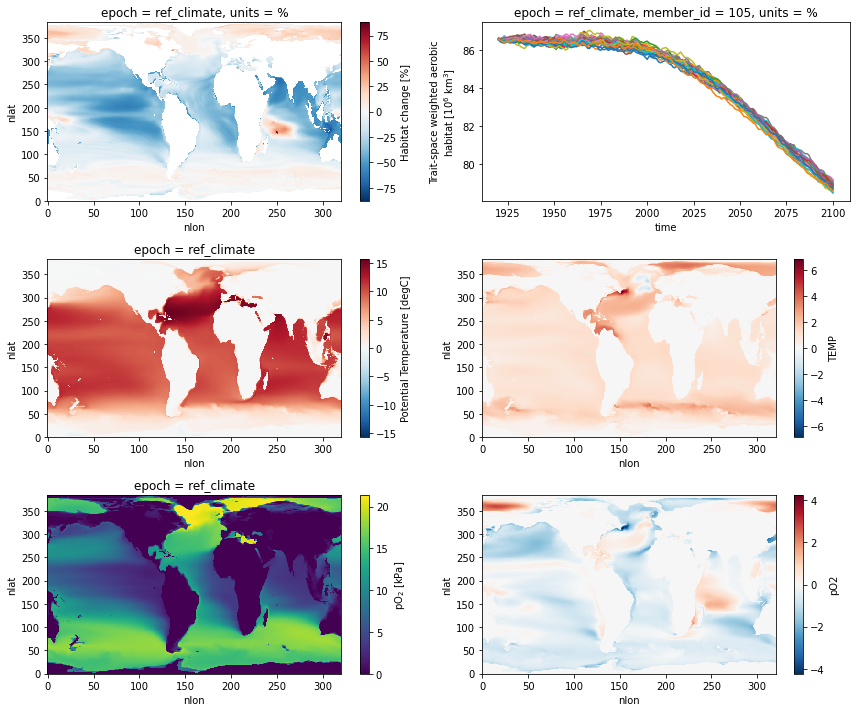 epoch = ref_climate, units = %
350
300
250
200
150
100
50
0
nlat
0 50 100 150 200 250 300
nlon
75
50
25
0
−25
−50
−75
Habitat change [%]
epoch = ref_climate, member_id = 105, units = %
86
84
82
80
Trait-space weighted aerobic
habitat [10⁶ km³]
1925 1950 1975 2000 2025 2050 2075 2100
time
epoch = ref_climate
350
300
250
200
150
100
50
0
nlat
0 50 100 150 200 250 300
nlon
15
10
5
0
−5
−10
−15
Potential Temperature [degC]
350
300
250
200
150
100
50
0
nlat
0 50 100 150 200 250 300
nlon
6
4
2
0
−2
−4
−6
TEMP
epoch = ref_climate
350
300
250
200
150
100
50
0
nlat
0 50 100 150 200 250 300
nlon
20
15
10
5
0
pO₂ [kPa]
350
300
250
200
150
100
50
0
nlat
0 50 100 150 200 250 300
nlon
4
2
0
−2
−4
pO2